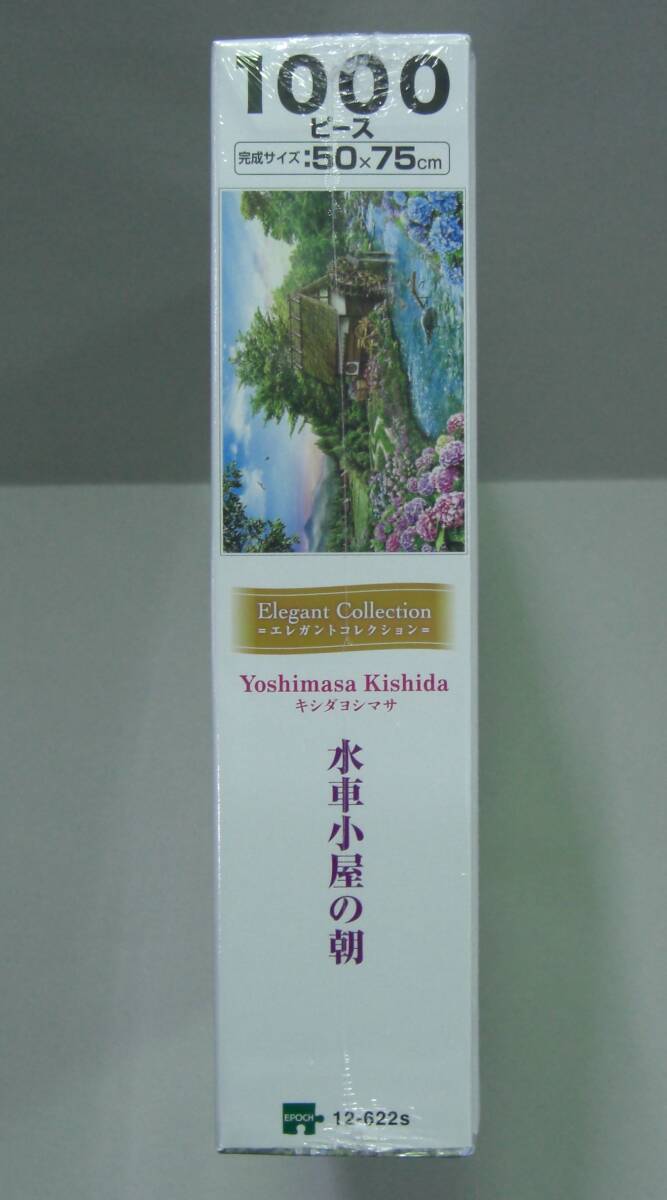 1000
ピース
完成サイズ:50×75cm
Elegant Collection
=エレガントコレクション=
Yoshimasa Kishida
キシダヨシマサ
水車小屋の朝
EPOCH 12-622s